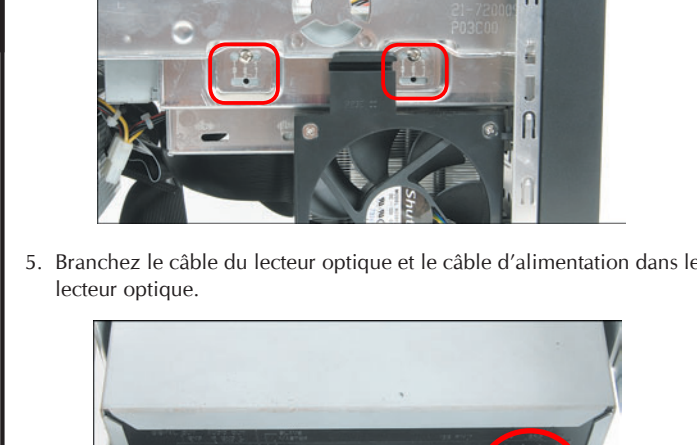 21-72000
P03C00
Shu
5. Branchez le câble du lecteur optique et le câble d’alimentation dans le
lecteur optique.